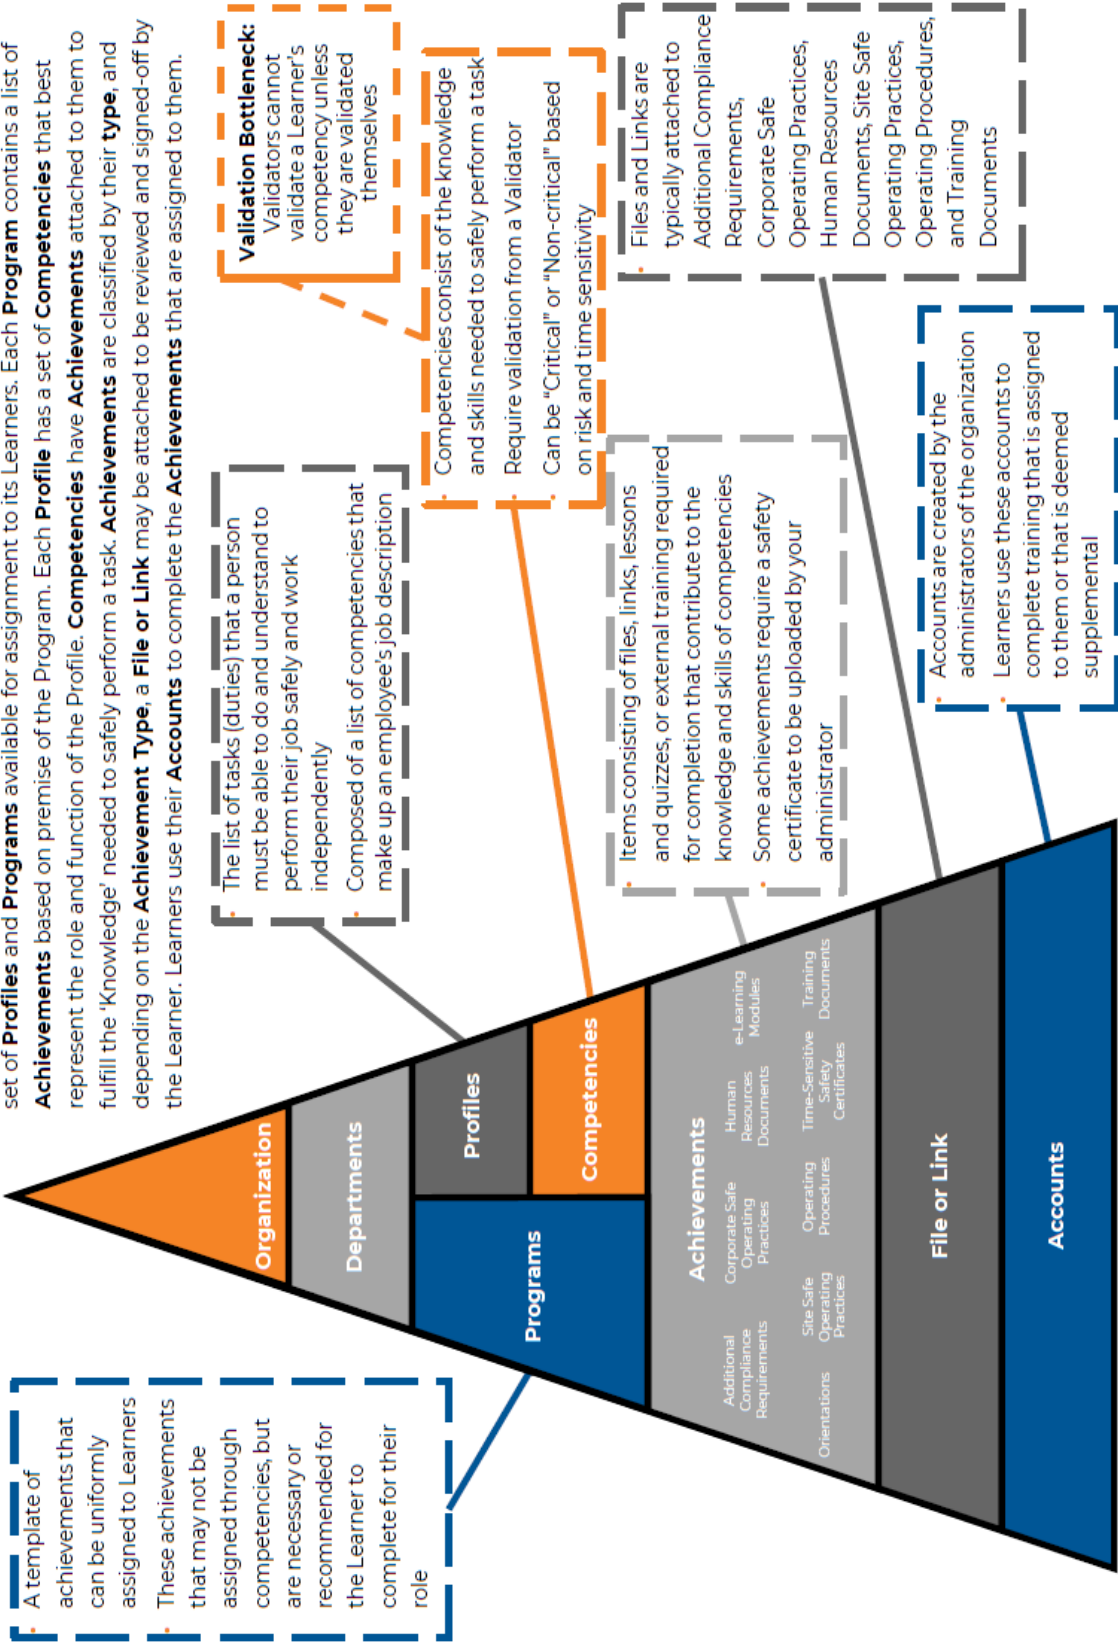 set of Profiles and Programs available for assignment to its Learners. Each Program contains a list of
Achievements based on premise of the Program. Each Profile has a set of Competencies that best
represent the role and function of the Profile. Competencies have Achievements attached to them to
fulfill the ‘Knowledge’ needed to safely perform a task. Achievements are classified by their type, and
depending on the Achievement Type, a File or Link may be attached to be reviewed and signed-off by
the Learner. Learners use their Accounts to complete the Achievements that are assigned to them.
• A template of
achievements that
can be uniformly
assigned to Learners
• These achievements
that may not be
assigned through
competencies, but
are necessary or
recommended for
the Learner to
complete for their
role
Organization
Departments
Programs
Profiles
Competencies
Achievements
Additional
Compliance
Requirements
Corporate Safe
Operating
Practices
Human
Resources
Documents
e-Learning
Modules
Orientations
Site Safe
Operating
Practices
Operating
Procedures
Time-Sensitive
Safety
Certificates
Training
Documents
File or Link
Accounts
• The list of tasks (duties) that a person
must be able to do and understand to
perform their job safely and work
independently
• Composed of a list of competencies that
make up an employee’s job description
Validation Bottleneck:
Validators cannot
validate a Learner’s
competency unless
they are validated
themselves
• Competencies consist of the knowledge
and skills needed to safely perform a task
• Require validation from a Validator
• Can be “Critical” or “Non-critical” based
on risk and time sensitivity
• Items consisting of files, links, lessons
and quizzes, or external training required
for completion that contribute to the
knowledge and skills of competencies
• Some achievements require a safety
certificate to be uploaded by your
administrator
• Files and Links are
typically attached to
Additional Compliance
Requirements,
Corporate Safe
Operating Practices,
Human Resources
Documents, Site Safe
Operating Practices,
Operating Procedures,
and Training
Documents
• Accounts are created by the
administrators of the organization
• Learners use these accounts to
complete training that is assigned
to them or that is deemed
supplemental